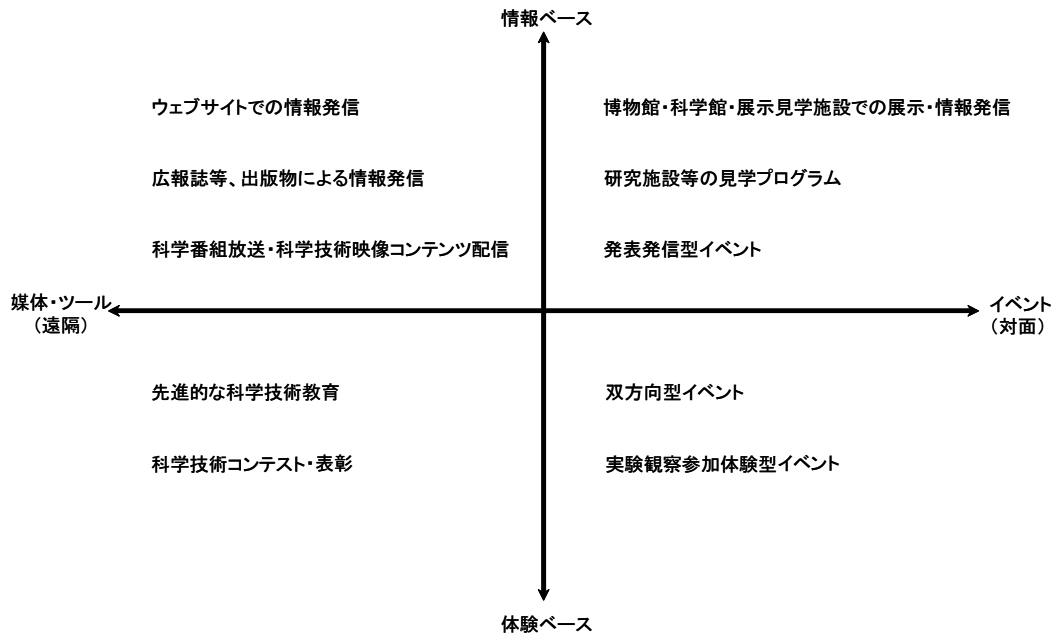 情報ベース
ウェブサイトでの情報発信
博物館・科学館・展示見学施設での展示・情報発信
広報誌等、出版物による情報発信
研究施設等の見学プログラム
科学番組放送・科学技術映像コンテンツ配信
発表発信型イベント
媒体・ツール
（遠隔）
イベント
（対面）
先進的な科学技術教育
双方向型イベント
科学技術コンテスト・表彰
実験観察参加体験型イベント
体験ベース